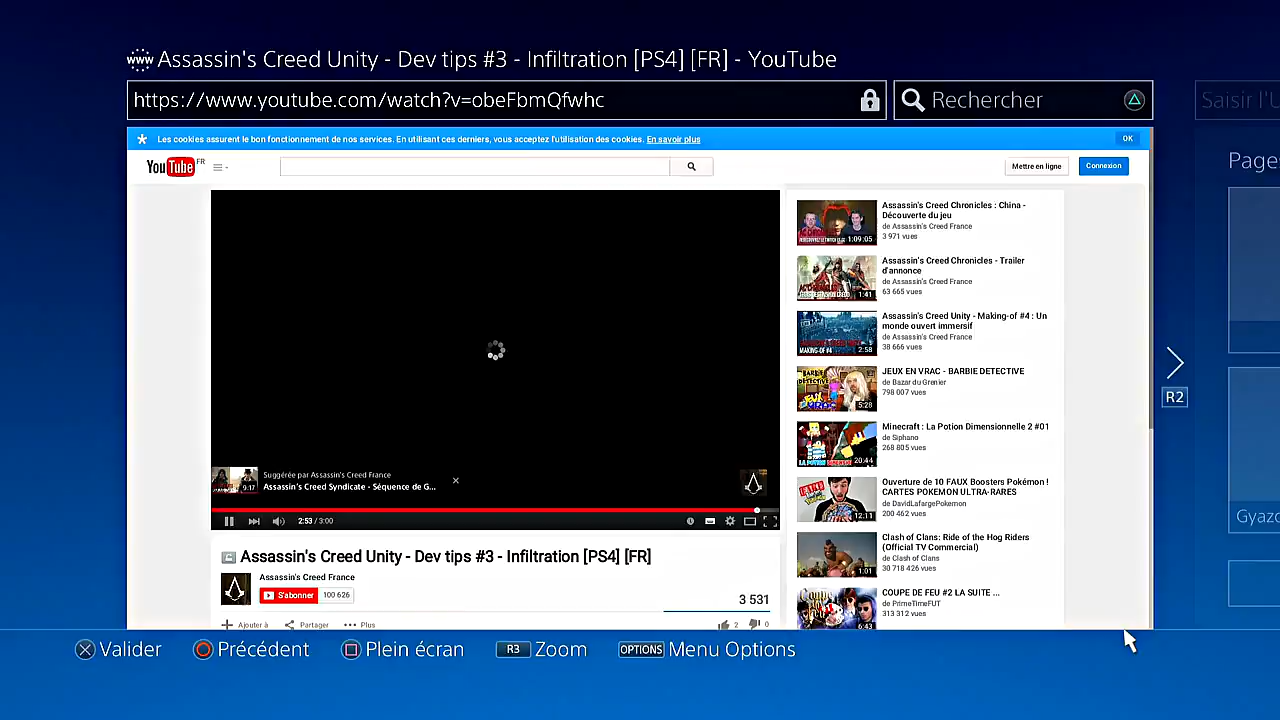 www Assassin's Creed Unity - Dev tips #3 - Infiltration [PS4] [FR] - YouTube
https://www.youtube.com/watch?v=obeFbmQfwhc
Rechercher
Saisir l'U
Les cookies assurent le bon fonctionnement de nos services. En utilisant ces derniers, vous acceptez l'utilisation des cookies. En savoir plus
OK
YouTube FR
Mettre en ligne
Connexion
Page
Assassin's Creed Chronicles : China -
Découverte du jeu
de Assassin's Creed France
3 971 vues
1:09:05
Assassin's Creed Chronicles - Trailer
d'annonce
de Assassin's Creed France
63 665 vues
1:41
Assassin's Creed Unity - Making-of #4 : Un
monde ouvert immersif
de Assassin's Creed France
38 666 vues
MAKING-OF #4
2:58
JEUX EN VRAC - BARBIE DETECTIVE
de Bazar du Grenier
798 007 vues
5:28
Minecraft : La Potion Dimensionnelle 2 #01
de Siphano
268 805 vues
20:44
Ouverture de 10 FAUX Boosters Pokémon !
CARTES POKEMON ULTRA-RARES
de DavidLafargePokemon
200 462 vues
12:11
Clash of Clans: Ride of the Hog Riders
(Official TV Commercial)
de Clash of Clans
30 718 426 vues
1:01
COUPE DE FEU #2 LA SUITE ...
de PrimeTimeFUT
313 312 vues
6:43
R2
Gyazo
Suggérée par Assassin's Creed France
Assassin's Creed Syndicate - Séquence de G...
9:17
2:53 / 3:00
Assassin's Creed Unity - Dev tips #3 - Infiltration [PS4] [FR]
Assassin's Creed France
S'abonner
100 626
3 531
Ajouter à
Partager
Plus
2
0
Valider
Précédent
Plein écran
R3 Zoom
OPTIONS Menu Options